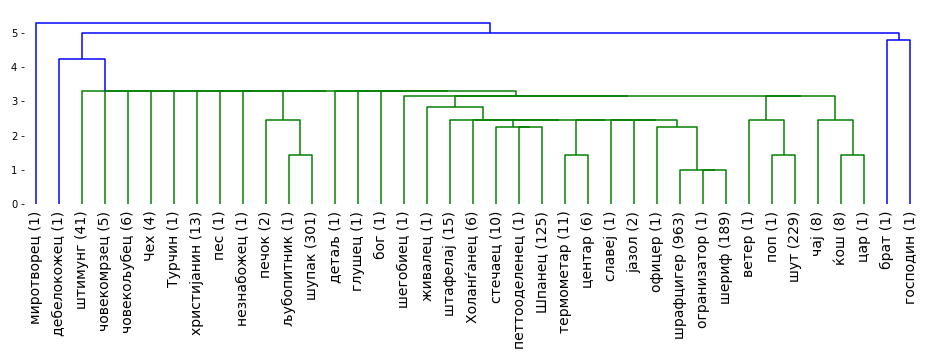 5
4
3
2
1
0
миротворец (1)
дебелокожец (1)
штимунг (41)
човекомрзец (5)
човекољубец (6)
Чех (4)
Турчин (1)
христијанин (13)
пес (1)
незнабожец (1)
печок (2)
љубопитник (1)
шупак (301)
детаљ (1)
глушец (1)
бог (1)
шегобиец (1)
живалец (1)
штафелај (15)
Холанѓанец (6)
стечаец (10)
петтооделенец (1)
Шпанец (125)
термометар (11)
центар (6)
славеј (1)
јазол (2)
офицер (1)
шрафцигер (963)
огранизатор (1)
шериф (189)
ветер (1)
поп (1)
шут (229)
чај (8)
ќош (8)
цар (1)
брат (1)
господин (1)